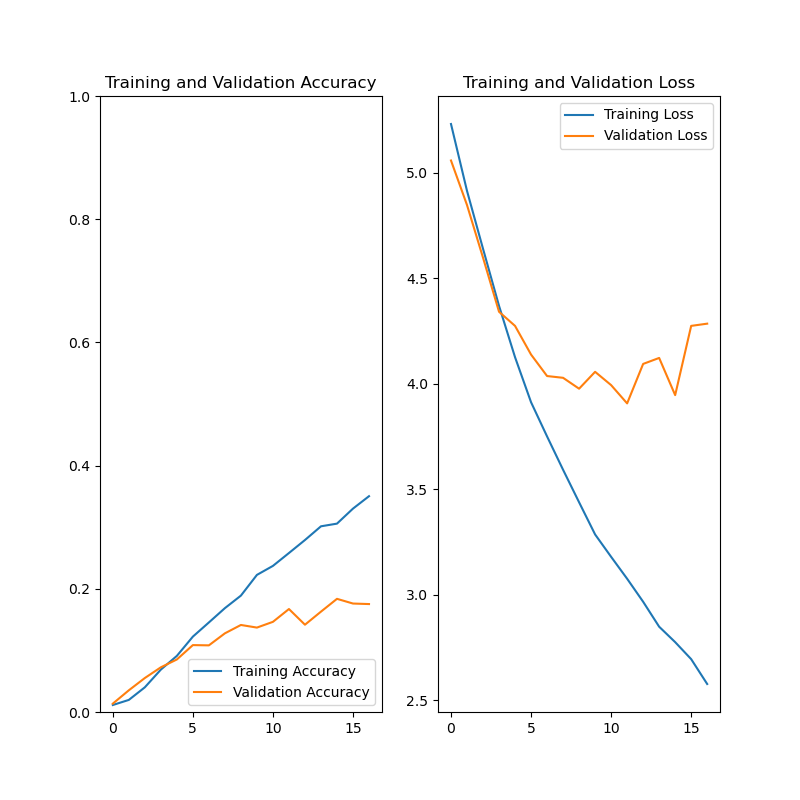 Training and Validation Accuracy
1.0
0.8
0.6
0.4
0.2
0.0
0 5 10 15
Training Accuracy
Validation Accuracy
Training and Validation Loss
5.0
4.5
4.0
3.5
3.0
2.5
0 5 10 15
Training Loss
Validation Loss